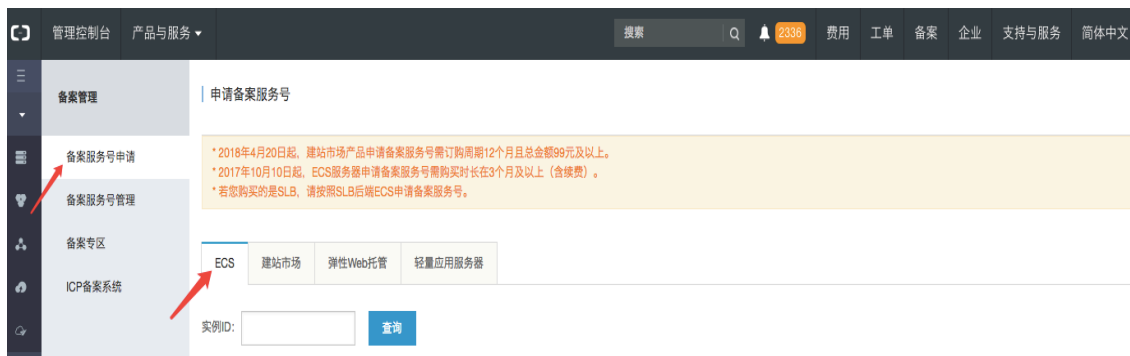 管理控制台 产品与服务 搜索 2336 费用 工单 备案 企业 支持与服务 简体中文
备案管理
申请备案服务号
备案服务号申请
* 2018年4月20日起，建站市场产品申请备案服务号需订购周期12个月且总金额99元及以上。
* 2017年10月10日起，ECS服务器申请备案服务号需购买时长在3个月及以上（含续费）。
* 若您购买的是SLB，请按照SLB后端ECS申请备案服务号。
备案服务号管理
备案专区
ECS 建站市场 弹性Web托管 轻量应用服务器
ICP备案系统
实例ID: 查询